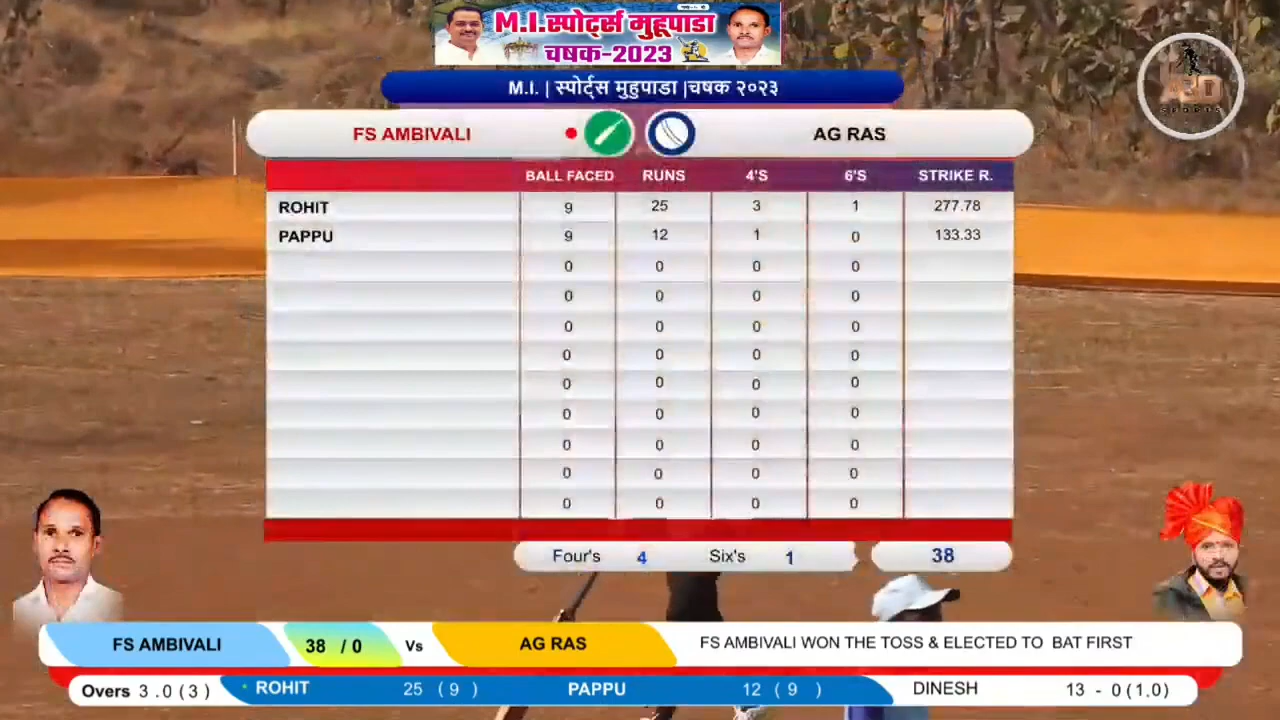 M.I.स्पोर्ट्स मुहूपाडा
चषक-2023
M.I. | स्पोर्ट्स मुहुपाडा |चषक २०२३
FS AMBIVALI AG RAS
BALL FACED RUNS 4'S 6'S STRIKE R.
ROHIT 9 25 3 1 277.78
PAPPU 9 12 1 0 133.33
0 0 0 0
0 0 0 0
0 0 0 0
0 0 0 0
0 0 0 0
0 0 0 0
0 0 0 0
0 0 0 0
0 0 0 0
Four's 4 Six's 1 38
FS AMBIVALI 38 / 0 Vs AG RAS FS AMBIVALI WON THE TOSS & ELECTED TO BAT FIRST
Overs 3.0(3) ROHIT 25 (9) PAPPU 12 (9) DINESH 13 - 0(1.0)